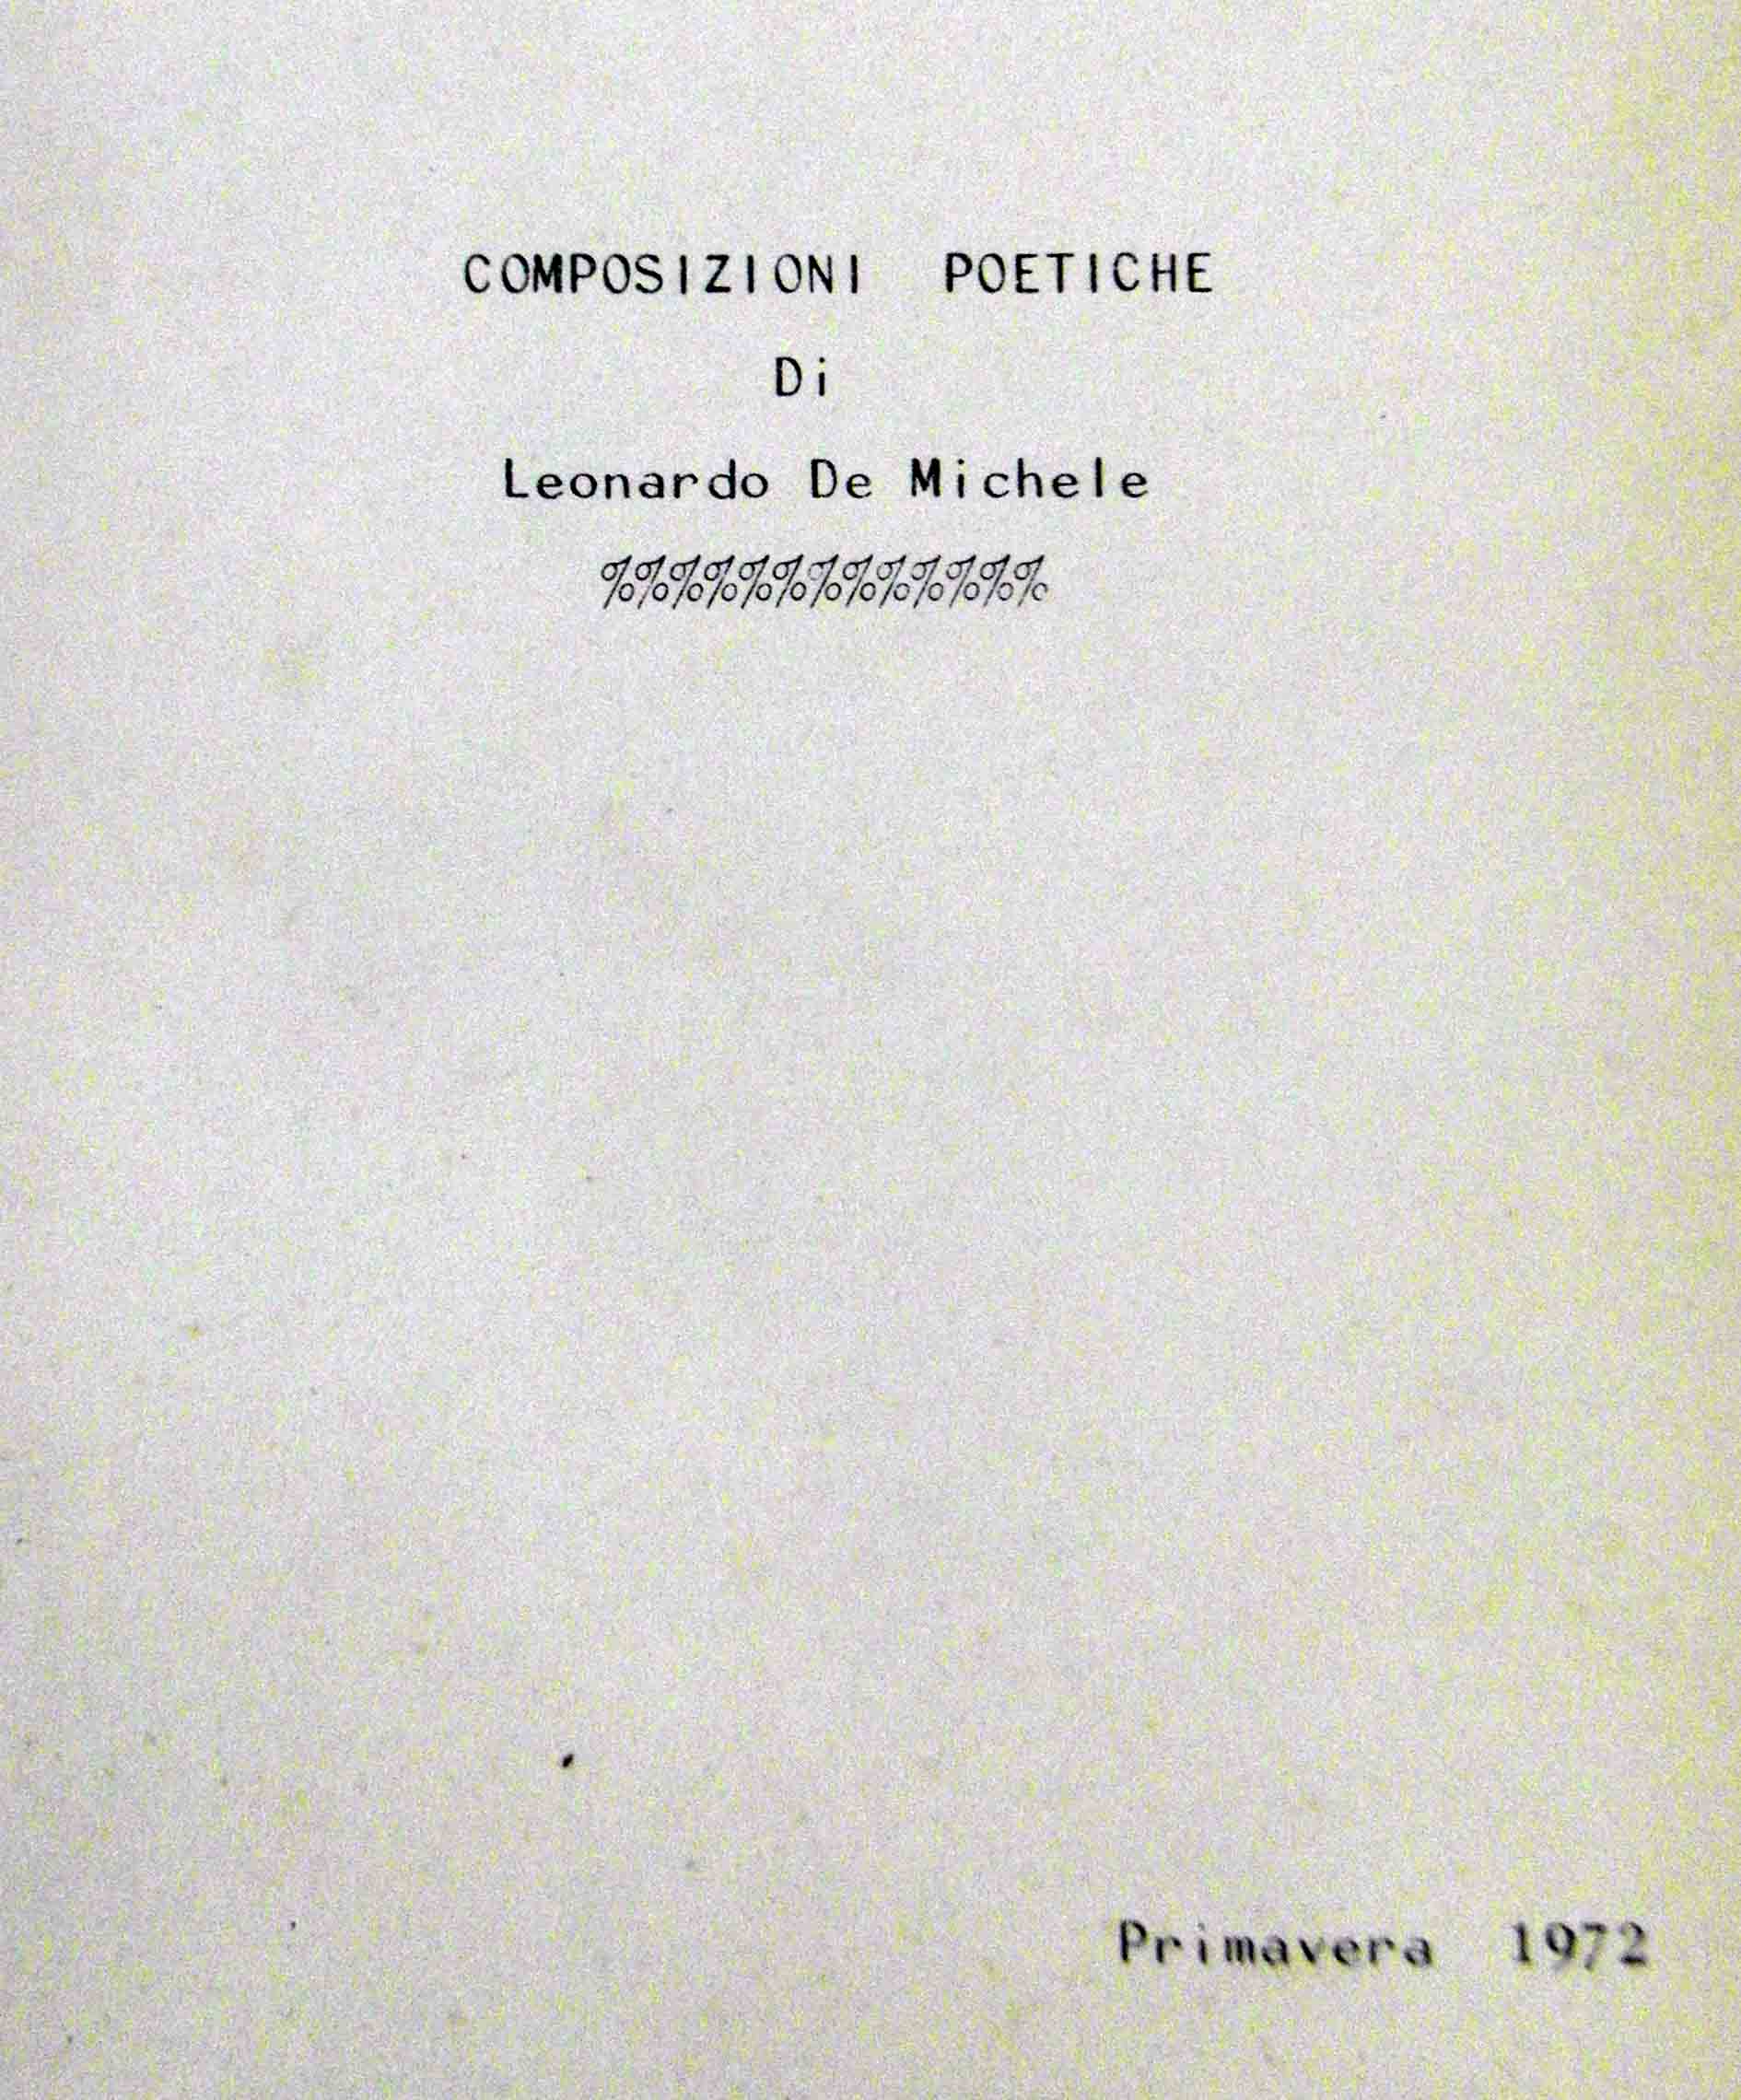 COMPOSIZIONI POETICHE
Di
Leonardo De Michele
%%%%%%%%%%%%%
Primavera 1972